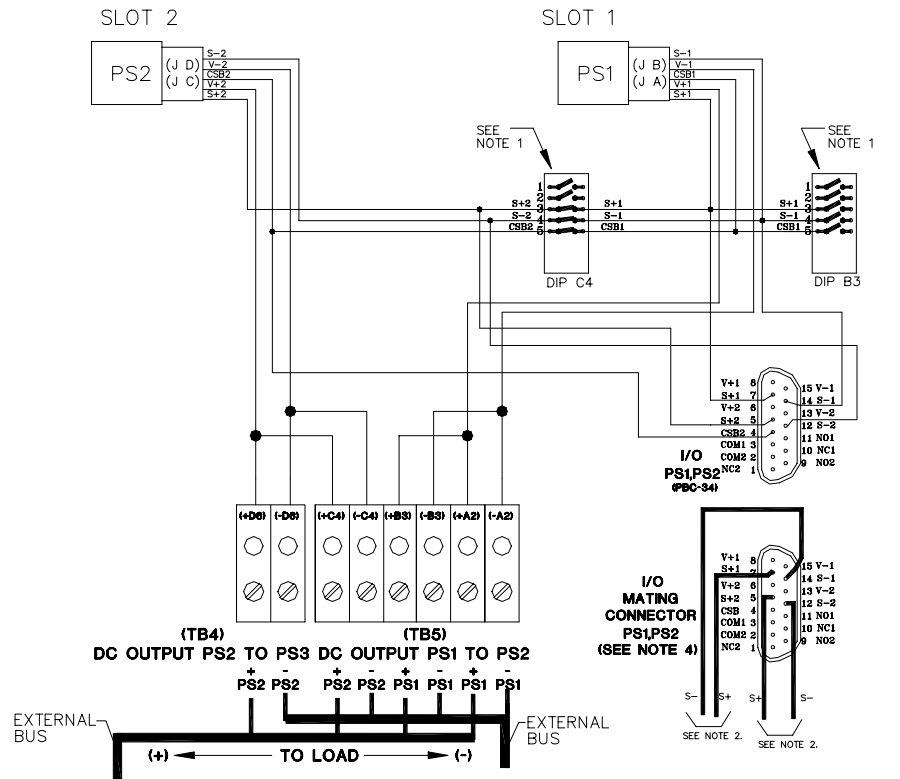 SLOT 2
SLOT 1
PS2
(J D)
(J C)
S-2
V-2
CSB2
V+2
S+2
PS1
(J B)
(J A)
S-1
V-1
CSB1
V+1
S+1
SEE
NOTE 1
SEE
NOTE 1
1
2
S+2 3 S+1
S-2 4 S-1
CSB2 5 CSB1
DIP C4
1
2
S+1 3
S-1 4
CSB1 5
DIP B3
V+1 8
S+1 7
V+2 6
S+2 5
CSB2 4
COM1 3
COM2 2
NC2 1
15 V-1
14 S-1
13 V-2
12 S-2
11 NO1
10 NC1
9 NO2
I/O
PS1,PS2
(PBC-34)
(+D6) (-D6) (+C4) (-C4) (+B3) (-B3) (+A2) (-A2)
V+1 8
S+1 7
V+2 6
S+2 5
CSB 4
COM1 3
COM2 2
NC2 1
15 V-1
14 S-1
13 V-2
12 S-2
11 NO1
10 NC1
9 NO2
I/O
MATING
CONNECTOR
PS1,PS2
(SEE NOTE 4)
(TB4) (TB5)
DC OUTPUT PS2 TO PS3 DC OUTPUT PS1 TO PS2
+ - + - + - + -
PS2 PS2 PS2 PS2 PS1 PS1 PS1 PS1
S- S+ S+ S-
SEE NOTE 2.
SEE NOTE 2.
EXTERNAL
BUS
EXTERNAL
BUS
(+) TO LOAD (-)